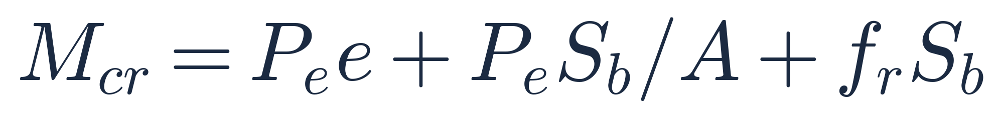 $M_{cr} = P_e e + P_e S_b / A + f_r S_b$